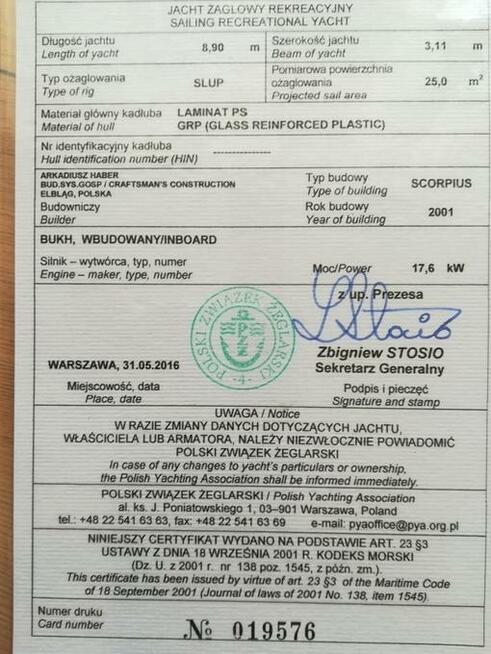 JACHT ŻAGLOWY REKREACYJNY
SAILING RECREATIONAL YACHT
Długość jachtu 8,90 m Szerokość jachtu 3,11 m
Length of yacht Beam of yacht
Typ ożaglowania SLUP Pomiarowa powierzchnia ożaglowania 25,0 m²
Type of rig Projected sail area
Materiał główny kadłuba LAMINAT PS
Material of hull GRP (GLASS REINFORCED PLASTIC)
Nr identyfikacyjny kadłuba ---------------
Hull identification number (HIN)
ARKADIUSZ HABER
BUD.SYS.GOSP / CRAFTSMAN'S CONSTRUCTION
ELBLĄG, POLSKA
Typ budowy SCORPIUS
Type of building
Budowniczy Rok budowy 2001
Builder Year of building
BUKH, WBUDOWANY/INBOARD
Silnik – wytwórca, typ, numer Moc/Power 17,6 kW
Engine – maker, type, number
z up. Prezesa
POLSKI ZWIĄZEK ŻEGLARSKI
PZŻ
-4-
Zbigniew STOSIO
WARSZAWA, 31.05.2016 Sekretarz Generalny
Miejscowość, data Podpis i pieczęć
Place, date Signature and stamp
UWAGA / Notice
W RAZIE ZMIANY DANYCH DOTYCZĄCYCH JACHTU,
WŁAŚCICIELA LUB ARMATORA, NALEŻY NIEZWŁOCZNIE POWIADOMIĆ
POLSKI ZWIĄZEK ŻEGLARSKI
In case of any changes to yacht's particulars or ownership,
the Polish Yachting Association shall be informed immediately.
POLSKI ZWIĄZEK ŻEGLARSKI / Polish Yachting Association
al. ks. J. Poniatowskiego 1, 03–901 Warszawa, Poland
tel.: +48 22 541 63 63, fax: +48 22 541 63 69 e-mail: pyaoffice@pya.org.pl
NINIEJSZY CERTYFIKAT WYDANO NA PODSTAWIE ART. 23 §3
USTAWY Z DNIA 18 WRZEŚNIA 2001 R. KODEKS MORSKI
(Dz. U. z 2001 r. nr 138 poz. 1545, z późn. zm.).
This certificate has been issued by virtue of art. 23 §3 of the Maritime Code
of 18 September 2001 (Journal of laws of 2001 No. 138, item 1545).
Numer druku
Card number № 019576